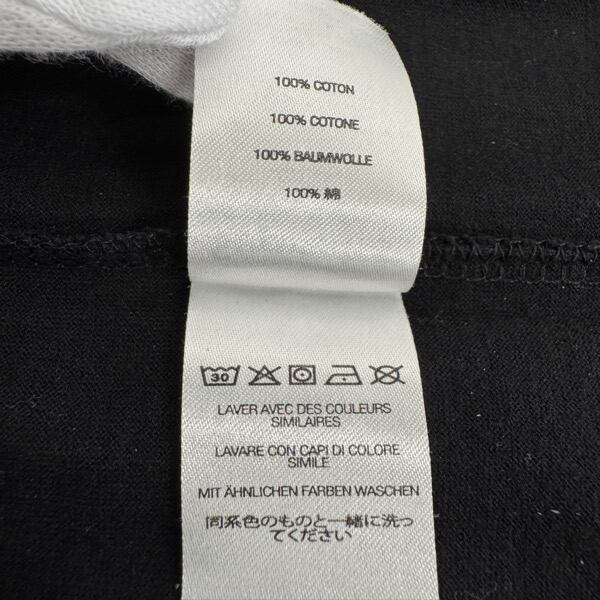 100% COTON
100% COTONE
100% BAUMWOLLE
100% 綿
30
LAVER AVEC DES COULEURS
SIMILAIRES
LAVARE CON CAPI DI COLORE
SIMILE
MIT ÄHNLICHEN FARBEN WASCHEN
同系色のものと一緒に洗っ
てください